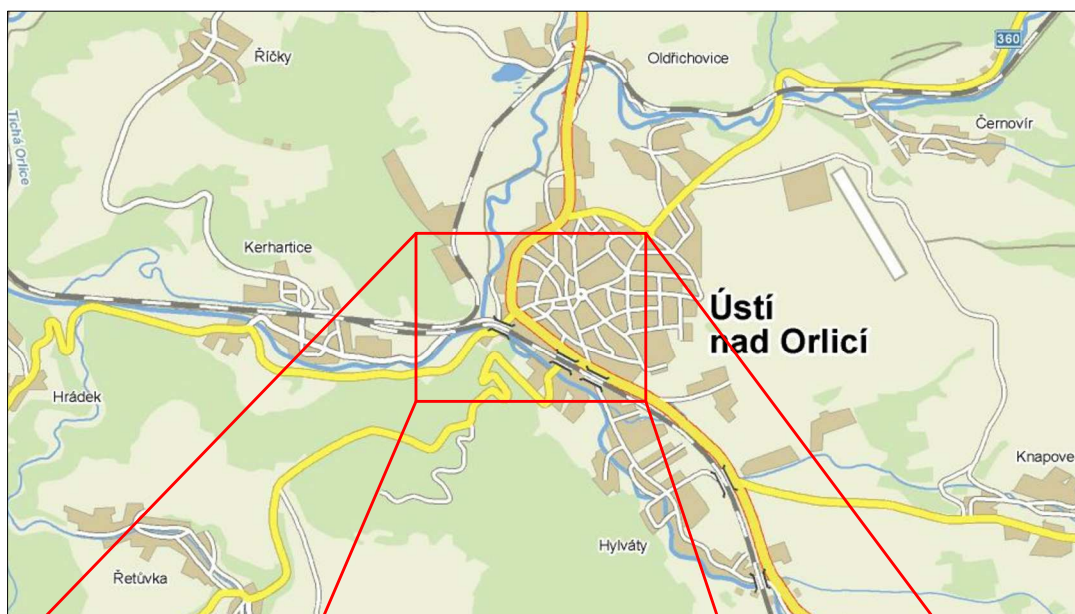 Říčky
Oldřichovice
360
Černovír
Tichá Orlice
Kerhartice
Ústí
nad Orlicí
Hrádek
Knapove
Hylváty
Řetůvka